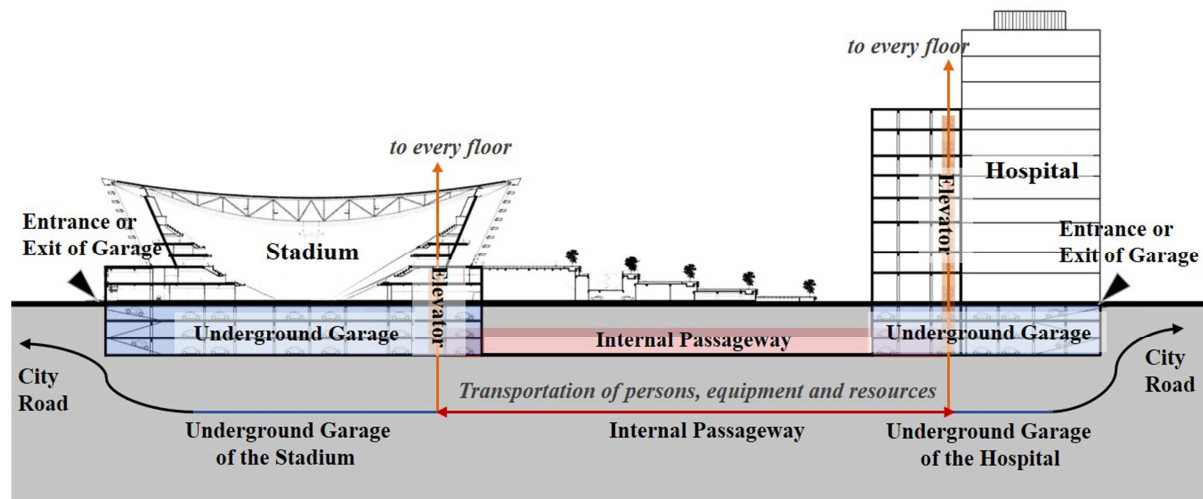 to every floor
to every floor
Hospital
Elevator
Entrance or
Exit of Garage
Stadium
Entrance or
Exit of Garage
Elevator
Underground Garage
Internal Passageway
Underground Garage
City
Road
Transportation of persons, equipment and resources
City
Road
Underground Garage
of the Stadium
Internal Passageway
Underground Garage
of the Hospital